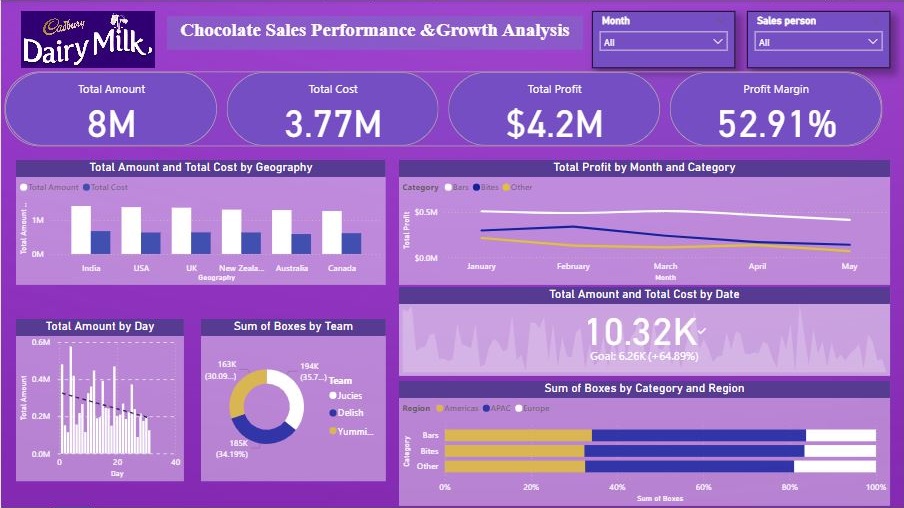 Cadbury
Dairy Milk
Chocolate Sales Performance &Growth Analysis
Month
All
Sales person
All
Total Amount
8M
Total Cost
3.77M
Total Profit
$4.2M
Profit Margin
52.91%
Total Amount and Total Cost by Geography
Total Amount Total Cost
Total Amount ...
1M
0M
India USA UK New Zeala... Australia Canada
Geography
Total Profit by Month and Category
Category Bars Bites Other
Total Profit
$0.5M
$0.0M
January February March April May
Month
Total Amount and Total Cost by Date
10.32K
Goal: 6.26K (+64.89%)
Total Amount by Day
Total Amount
0.6M
0.4M
0.2M
0.0M
0 20 40
Day
Sum of Boxes by Team
163K
(30.09...)
194K
(35.7...)
185K
(34.19%)
Team
Jucies
Delish
Yummi...
Sum of Boxes by Category and Region
Region Americas APAC Europe
Category
Bars
Bites
Other
0% 20% 40% 60% 80% 100%
Sum of Boxes